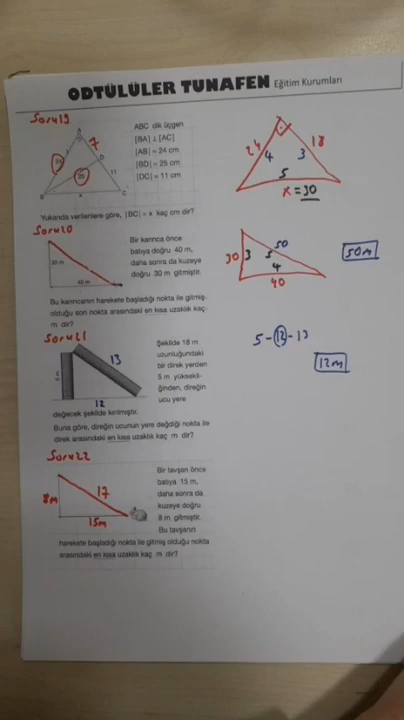 ODTÜLÜLER TUNAFEN Eğitim Kurumları
Soru19
A
7
24
D
25
11
B
x
C
ABC dik üçgen
[BA] ⊥ [AC]
|AB| = 24 cm
|BD| = 25 cm
|DC| = 11 cm
24
4
3
18
5
x = 30
Yukarıda verilenlere göre, |BC| = x kaç cm dir?
Soru20
30 m
40 m
Bir karınca önce
batıya doğru 40 m,
daha sonra da kuzeye
doğru 30 m gitmiştir.
30
3
5
50
4
40
50m
Bu karıncanın harekete başladığı nokta ile gitmiş
olduğu son nokta arasındaki en kısa uzaklık kaç
m dir?
Soru21
5 m
13
12
Şekilde 18 m
uzunluğundaki
bir direk yerden
5 m yüksekli-
ğinden, direğin
ucu yere
5-12-13
12m
değecek şekilde kırılmıştır.
Buna göre, direğin ucunun yere değdiği nokta ile
direk arasındaki en kısa uzaklık kaç m dir?
Soru22
8m
17
15m
Bir tavşan önce
batıya 15 m,
daha sonra da
kuzeye doğru
8 m gitmiştir.
Bu tavşanın
harekete başladığı nokta ile gitmiş olduğu nokta
arasındaki en kısa uzaklık kaç m dir?